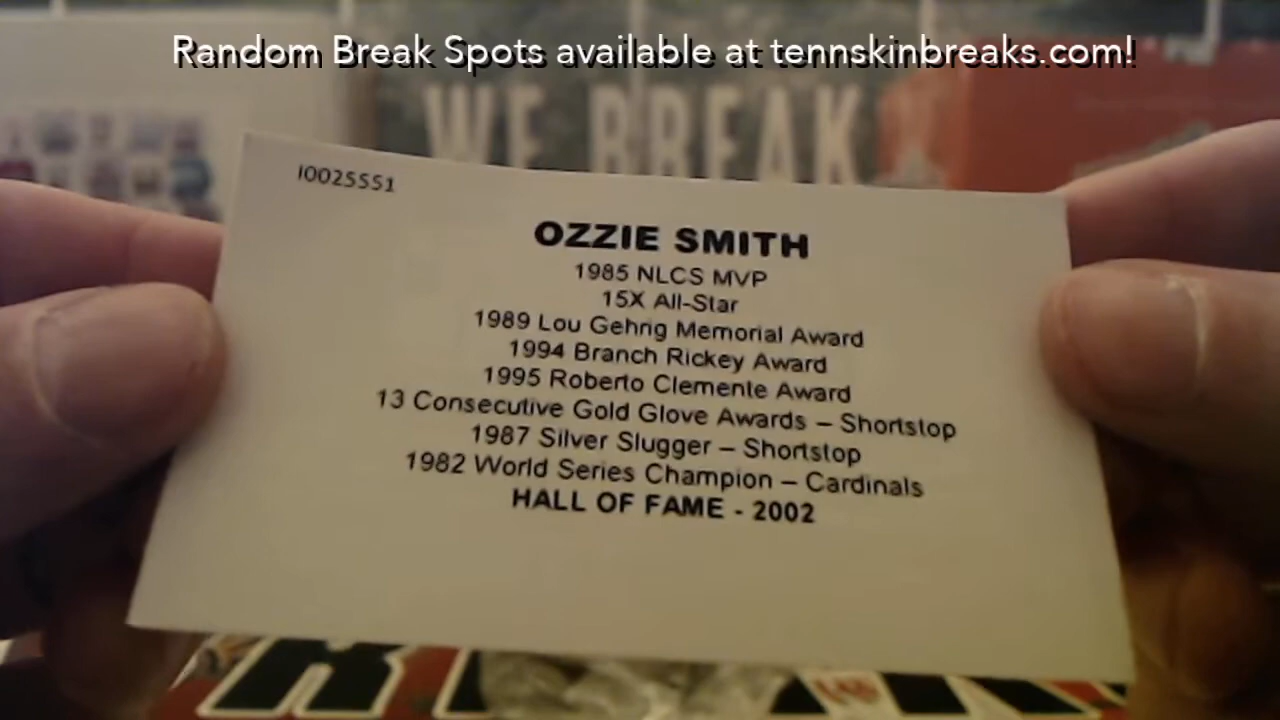 Random Break Spots available at tennskinbreaks.com!
WE BREAK
I0025551
OZZIE SMITH
1985 NLCS MVP
15X All-Star
1989 Lou Gehrig Memorial Award
1994 Branch Rickey Award
1995 Roberto Clemente Award
13 Consecutive Gold Glove Awards – Shortstop
1987 Silver Slugger – Shortstop
1982 World Series Champion – Cardinals
HALL OF FAME - 2002